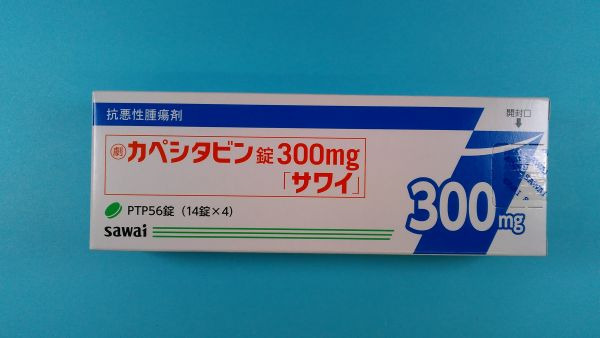 抗悪性腫瘍剤
開封口
劇 カペシタビン錠300mg
「サワイ」
PTP56錠（14錠×4）
sawai
300mg